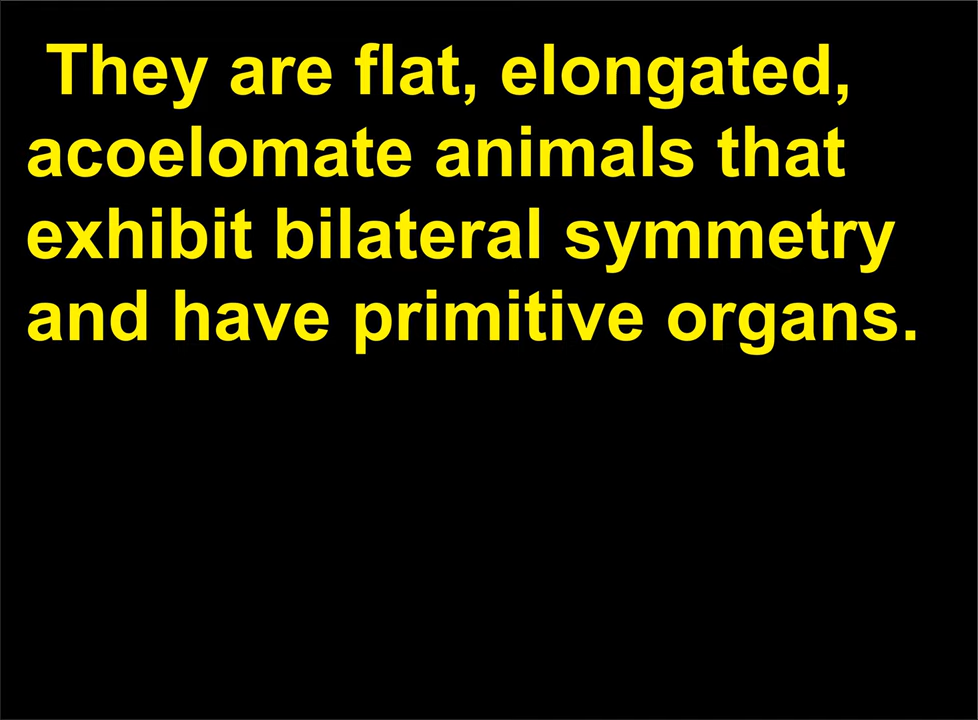 They are flat, elongated,
acoelomate animals that
exhibit bilateral symmetry
and have primitive organs.